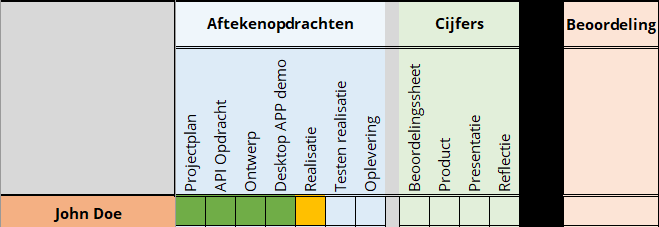 Aftekenopdrachten Cijfers Beoordeling
Projectplan
API Opdracht
Ontwerp
Desktop APP demo
Realisatie
Testen realisatie
Oplevering
Beoordelingssheet
Product
Presentatie
Reflectie
John Doe